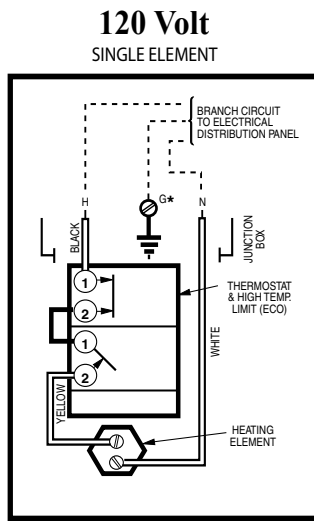 120 Volt
SINGLE ELEMENT
BRANCH CIRCUIT
TO ELECTRICAL
DISTRIBUTION PANEL
H
G*
N
BLACK
JUNCTION
BOX
1
2
THERMOSTAT
& HIGH TEMP.
LIMIT (ECO)
1
2
WHITE
YELLOW
HEATING
ELEMENT